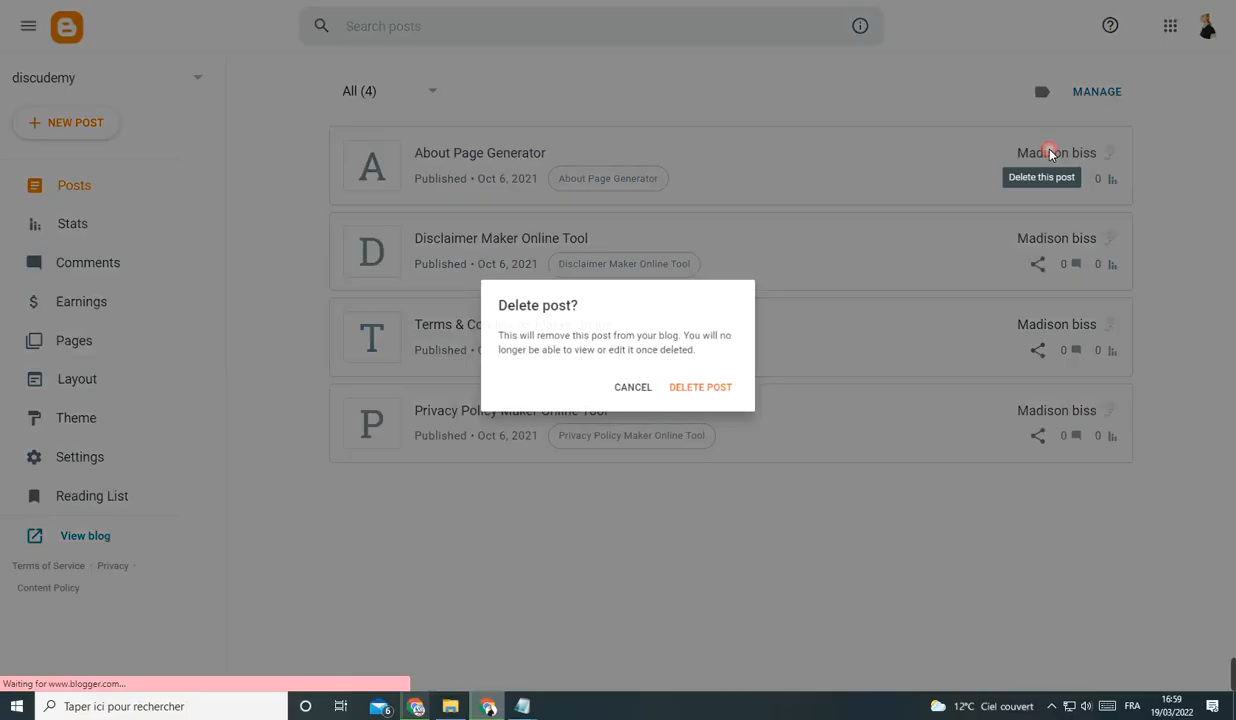 Search posts
discudemy
All (4)
MANAGE
NEW POST
A
About Page Generator
Madison biss
Published • Oct 6, 2021
About Page Generator
Delete this post
0
Posts
Stats
D
Disclaimer Maker Online Tool
Madison biss
Published • Oct 6, 2021
Disclaimer Maker Online Tool
0
0
Comments
Delete post?
Earnings
T
Terms & Co
Madison biss
This will remove this post from your blog. You will no
longer be able to view or edit it once deleted.
Published •
0
0
Pages
Layout
CANCEL
DELETE POST
P
Privacy Policy Maker Online Tool
Madison biss
Published • Oct 6, 2021
Privacy Policy Maker Online Tool
0
0
Theme
Settings
Reading List
View blog
Terms of Service · Privacy ·
Content Policy
Waiting for www.blogger.com...
Taper ici pour rechercher
6
12°C Ciel couvert
FRA
16:59
19/03/2022